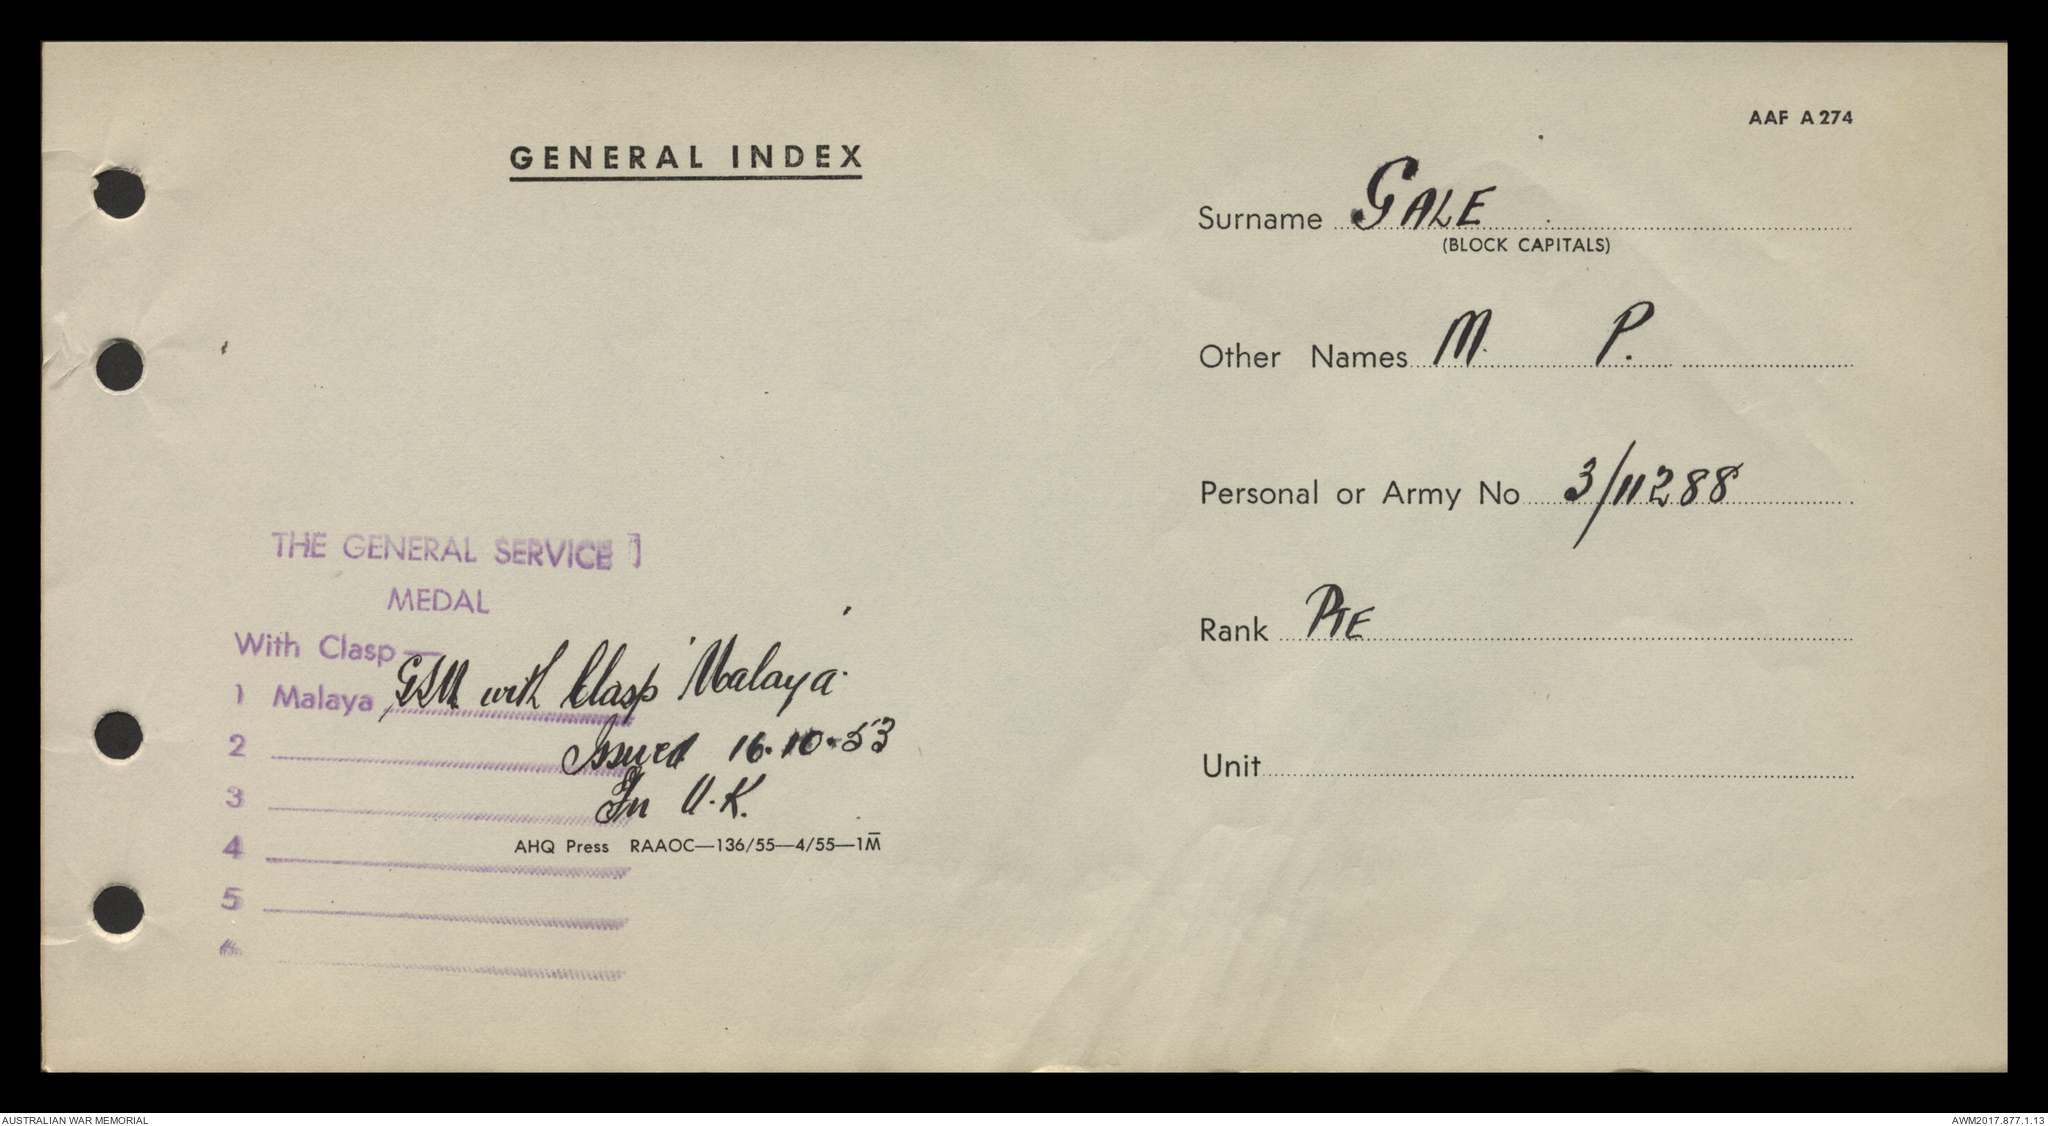 GENERAL INDEX
THE GENERAL SERVICE
MEDAL
With Clasp—
1 Malaya GSM with Clasp 'Malaya'
2 Issued 16.10.53
3 In U.K.
4
AHQ Press RAAOC—136/55—4/55—1M
5
AAF A274
Surname GALE
(BLOCK CAPITALS)
Other Names M. P.
Personal or Army No 3/11288
Rank PTE
Unit
AUSTRALIAN WAR MEMORIAL
AWM2017.877.1.13